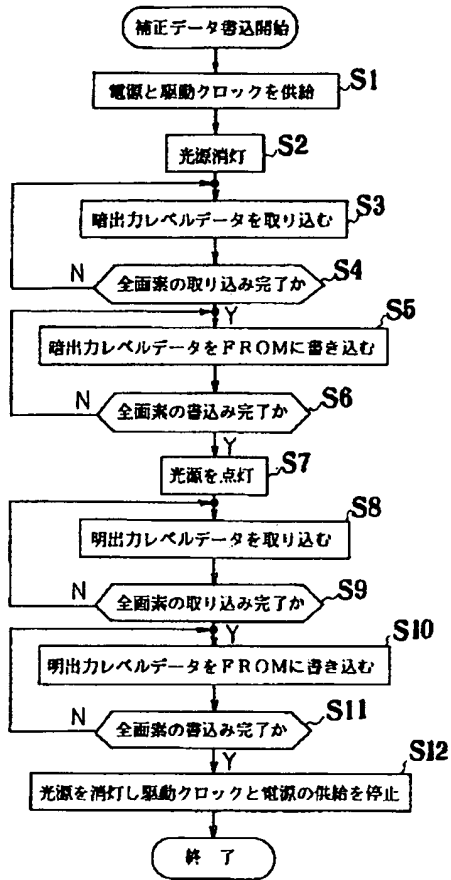 補正データ書込開始
S1
電源と駆動クロックを供給
S2
光源消灯
S3
暗出力レベルデータを取り込む
S4
N
全画素の取り込み完了か
Y
S5
暗出力レベルデータをFROMに書き込む
S6
N
全画素の書込み完了か
Y
S7
光源を点灯
S8
明出力レベルデータを取り込む
S9
N
全画素の取り込み完了か
Y
S10
明出力レベルデータをFROMに書き込む
S11
N
全画素の書込み完了か
Y
S12
光源を消灯し駆動クロックと電源の供給を停止
終了